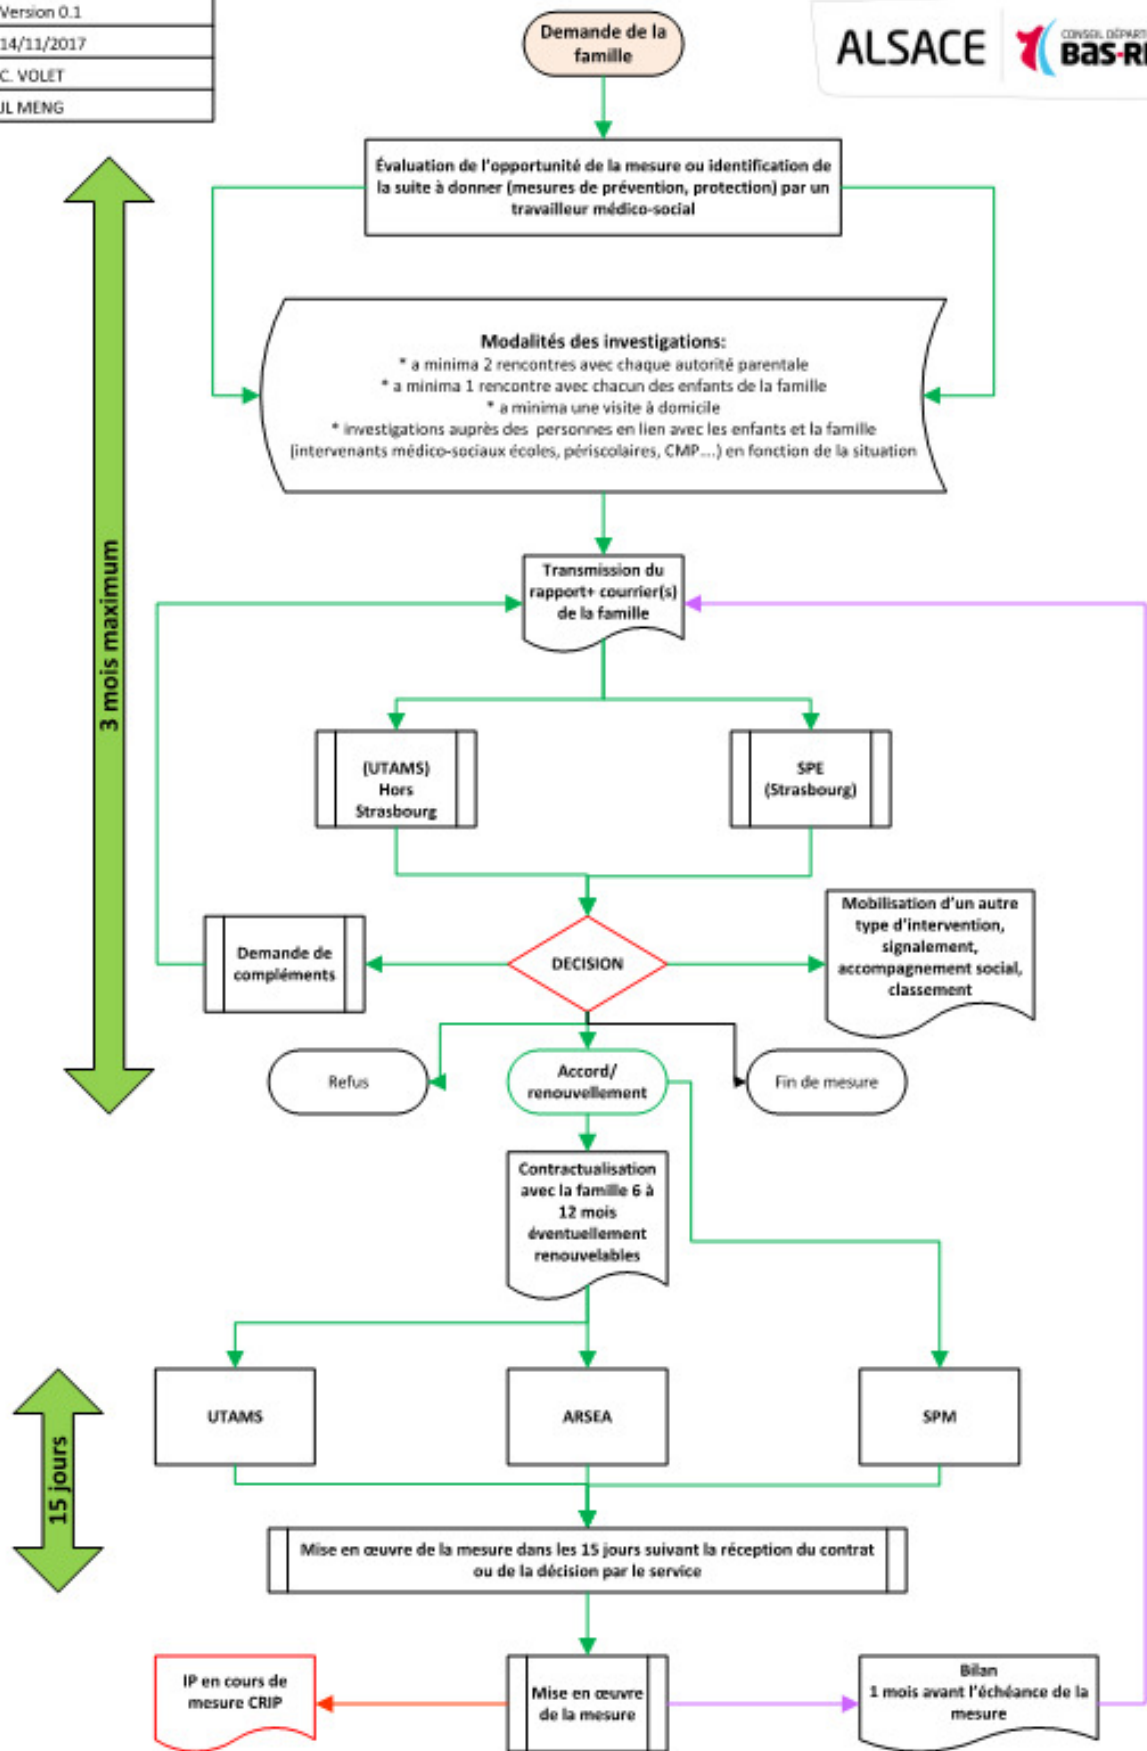 Version 0.1
14/11/2017
C. VOLET
JL MENG
Demande de la
famille
ALSACE
CONSEIL DÉPART
BAS-R
Évaluation de l'opportunité de la mesure ou identification de
la suite à donner (mesures de prévention, protection) par un
travailleur médico-social
Modalités des investigations:
* a minima 2 rencontres avec chaque autorité parentale
* a minima 1 rencontre avec chacun des enfants de la famille
* a minima une visite à domicile
* investigations auprès des personnes en lien avec les enfants et la famille
(intervenants médico-sociaux écoles, périscolaires, CMP…) en fonction de la situation
3 mois maximum
Transmission du
rapport+ courrier(s)
de la famille
(UTAMS)
Hors
Strasbourg
SPE
(Strasbourg)
Demande de
compléments
DECISION
Mobilisation d'un autre
type d'intervention,
signalement,
accompagnement social,
classement
Refus
Accord/
renouvellement
Fin de mesure
Contractualisation
avec la famille 6 à
12 mois
éventuellement
renouvelables
15 jours
UTAMS
ARSEA
SPM
Mise en œuvre de la mesure dans les 15 jours suivant la réception du contrat
ou de la décision par le service
IP en cours de
mesure CRIP
Mise en œuvre
de la mesure
Bilan
1 mois avant l'échéance de la
mesure